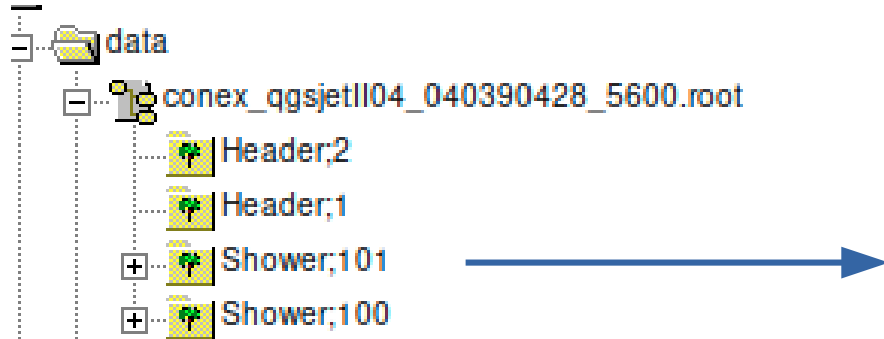 data
conex_qgsjetII04_040390428_5600.root
Header;2
Header;1
Shower;101
Shower;100